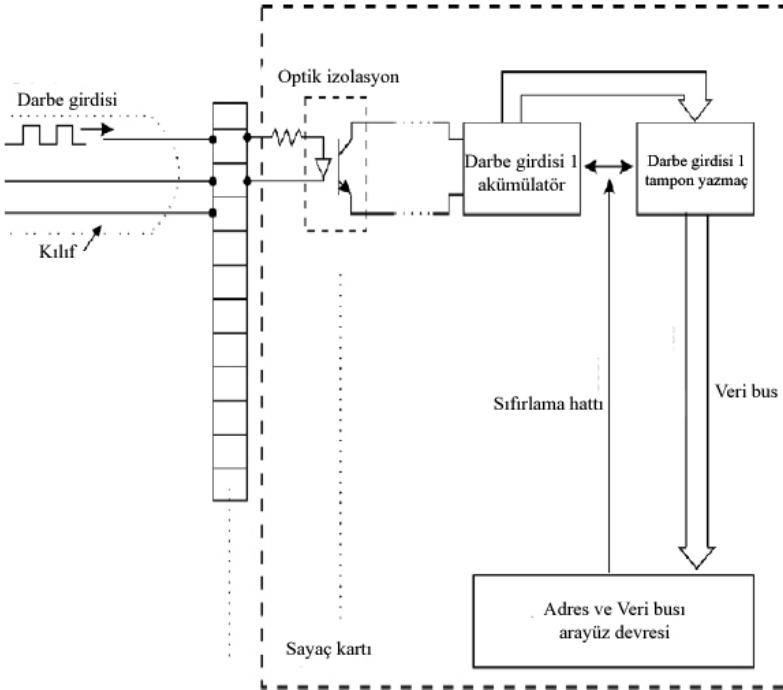 Optik izolasyon
Darbe girdisi
Darbe girdisi 1
akümülatör
Darbe girdisi 1
tampon yazmaç
Kılıf
Sıfırlama hattı
Veri bus
Adres ve Veri busı
arayüz devresi
Sayaç kartı